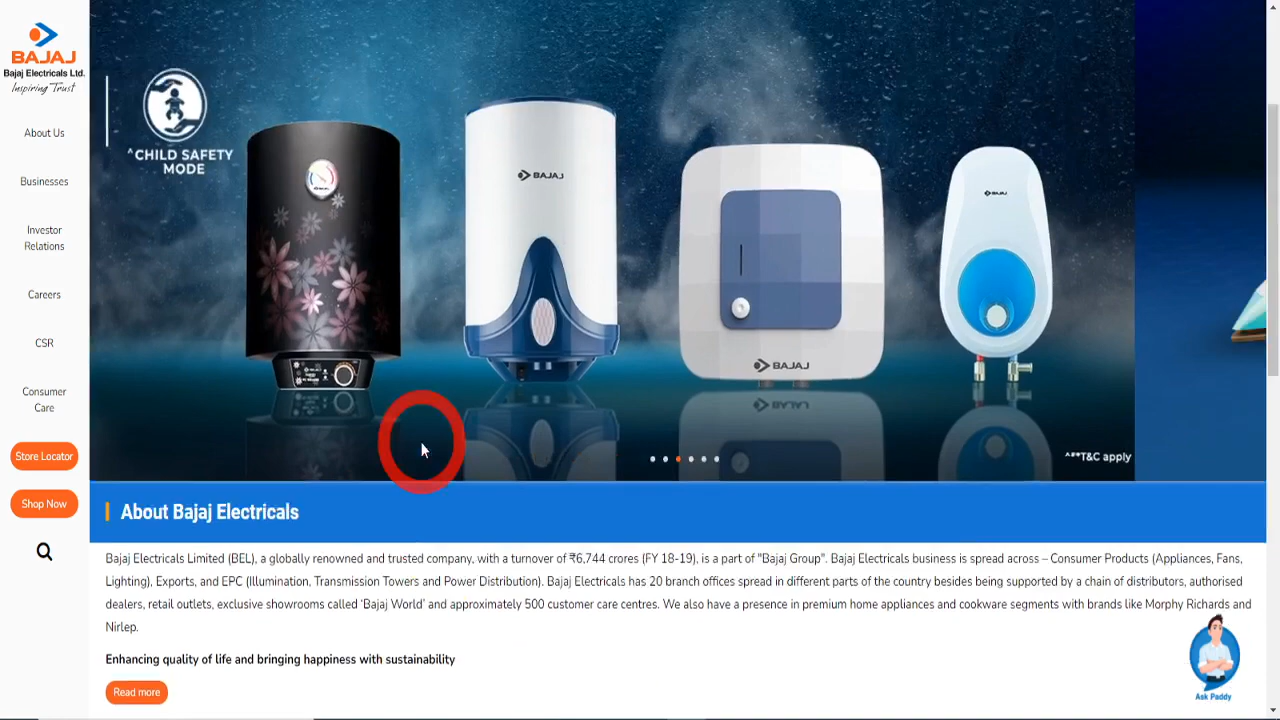 BAJAJ
Bajaj Electricals Ltd.
Inspiring Trust
About Us
Businesses
Investor
Relations
Careers
CSR
Consumer
Care
Store Locator
Shop Now
^CHILD SAFETY
MODE
BAJAJ
BAJAJ
BAJAJ
^**T&C apply
About Bajaj Electricals
Bajaj Electricals Limited (BEL), a globally renowned and trusted company, with a turnover of ₹6,744 crores (FY 18-19), is a part of "Bajaj Group". Bajaj Electricals business is spread across – Consumer Products (Appliances, Fans,
Lighting), Exports, and EPC (Illumination, Transmission Towers and Power Distribution). Bajaj Electricals has 20 branch offices spread in different parts of the country besides being supported by a chain of distributors, authorised
dealers, retail outlets, exclusive showrooms called ‘Bajaj World’ and approximately 500 customer care centres. We also have a presence in premium home appliances and cookware segments with brands like Morphy Richards and
Nirlep.
Enhancing quality of life and bringing happiness with sustainability
Read more
Ask Paddy